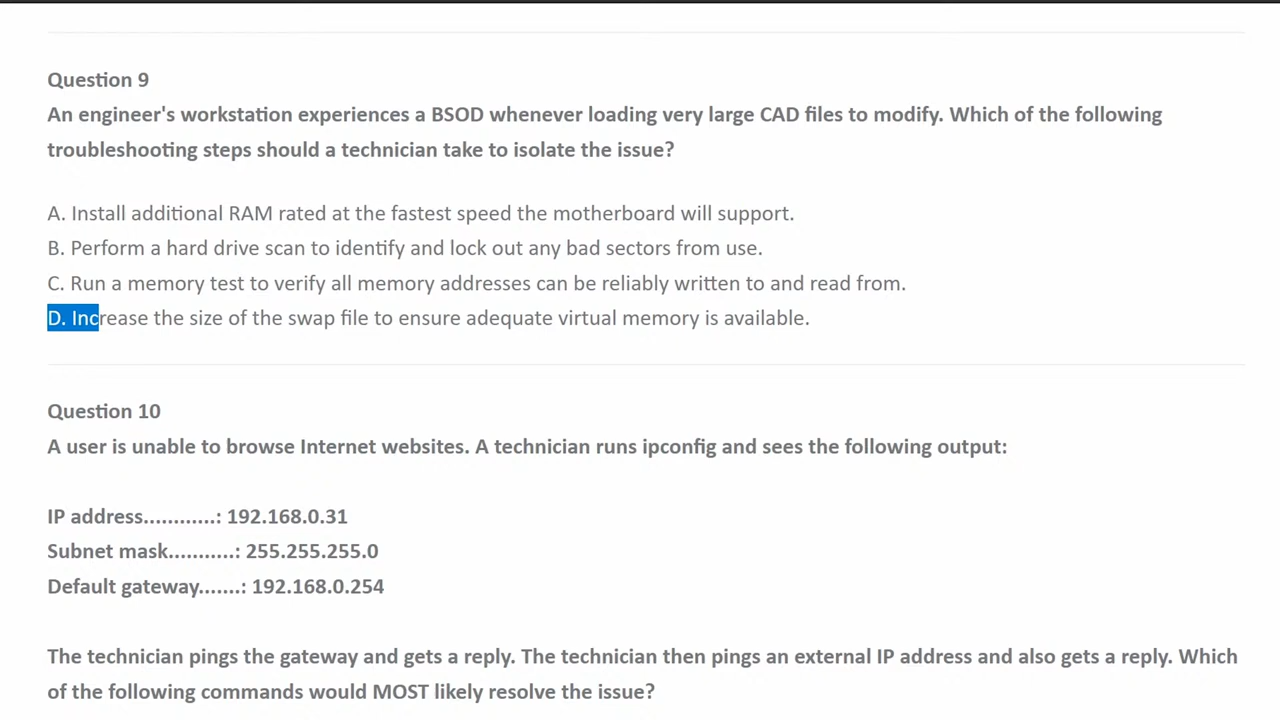 Question 9
An engineer's workstation experiences a BSOD whenever loading very large CAD files to modify. Which of the following
troubleshooting steps should a technician take to isolate the issue?
A. Install additional RAM rated at the fastest speed the motherboard will support.
B. Perform a hard drive scan to identify and lock out any bad sectors from use.
C. Run a memory test to verify all memory addresses can be reliably written to and read from.
D. Increase the size of the swap file to ensure adequate virtual memory is available.
Question 10
A user is unable to browse Internet websites. A technician runs ipconfig and sees the following output:
IP address............: 192.168.0.31
Subnet mask...........: 255.255.255.0
Default gateway.......: 192.168.0.254
The technician pings the gateway and gets a reply. The technician then pings an external IP address and also gets a reply. Which
of the following commands would MOST likely resolve the issue?